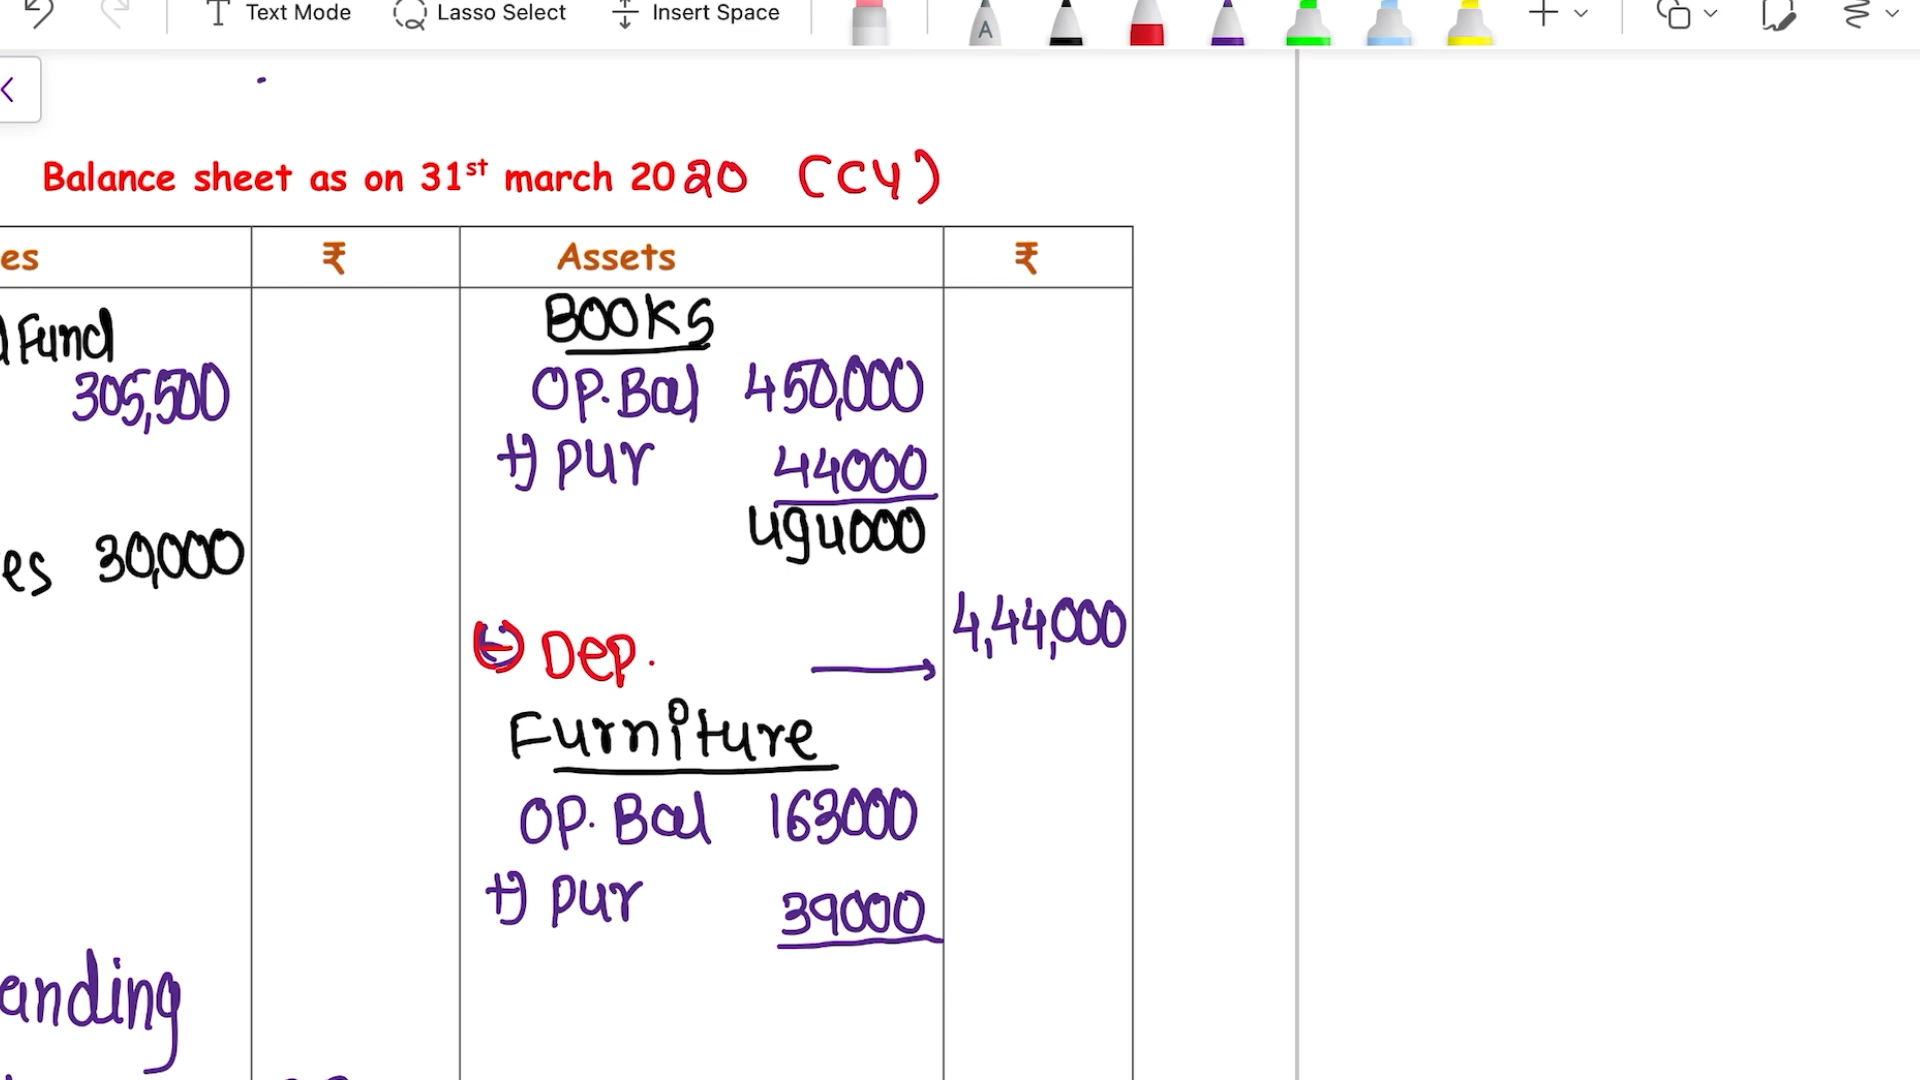 Text Mode Lasso Select Insert Space
A
Balance sheet as on 31st march 2020 (CY)
es ₹ Assets ₹
Fund
305,500
es 30,000
anding
BOOKS
OP.Bal 450,000
+) pur 44000
494000
(-) Dep. → 4,44,000
Furniture
OP. Bal 163000
+) pur 39000